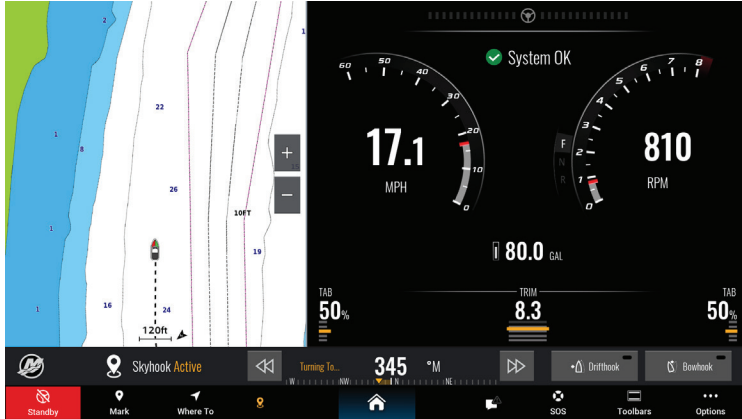 2
1
22
8
1
26
10FT
19
1
16
24
120ft
+
−
System OK
60 50 40 30 20 10 0
17.1
MPH
8 7 6 5 4 3 2 1 0
F
N
R
810
RPM
80.0 GAL
TAB
50%
TRIM
8.3
TAB
50%
Skyhook Active
Turning To...
345 °M
W NW N NE
Drifthook
Bowhook
Standby
Mark
Where To
SOS
Toolbars
Options